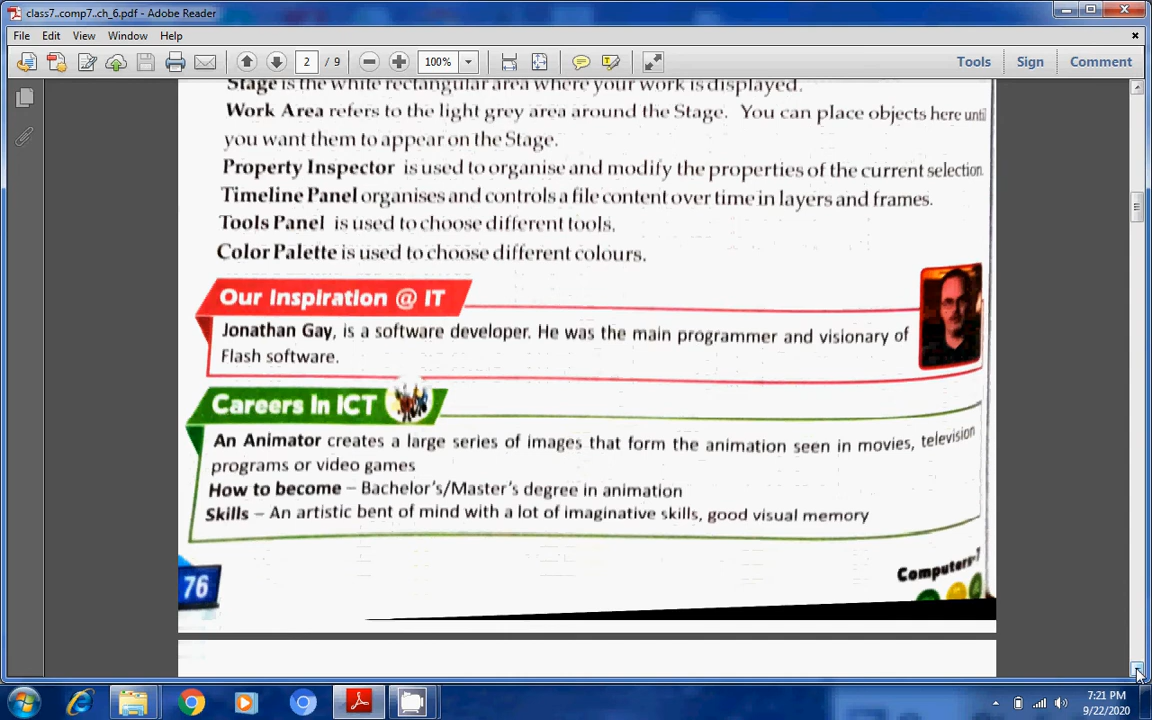 class7..comp7..ch_6.pdf - Adobe Reader
File Edit View Window Help
2 / 9 100% Tools Sign Comment
Stage is the white rectangular area where your work is displayed.
Work Area refers to the light grey area around the Stage. You can place objects here until
you want them to appear on the Stage.
Property Inspector is used to organise and modify the properties of the current selection.
Timeline Panel organises and controls a file content over time in layers and frames.
Tools Panel is used to choose different tools.
Color Palette is used to choose different colours.
Our Inspiration @ IT
Jonathan Gay, is a software developer. He was the main programmer and visionary of
Flash software.
Careers In ICT
An Animator creates a large series of images that form the animation seen in movies, television
programs or video games
How to become – Bachelor's/Master's degree in animation
Skills – An artistic bent of mind with a lot of imaginative skills, good visual memory
76
Computers-7
7:21 PM
9/22/2020